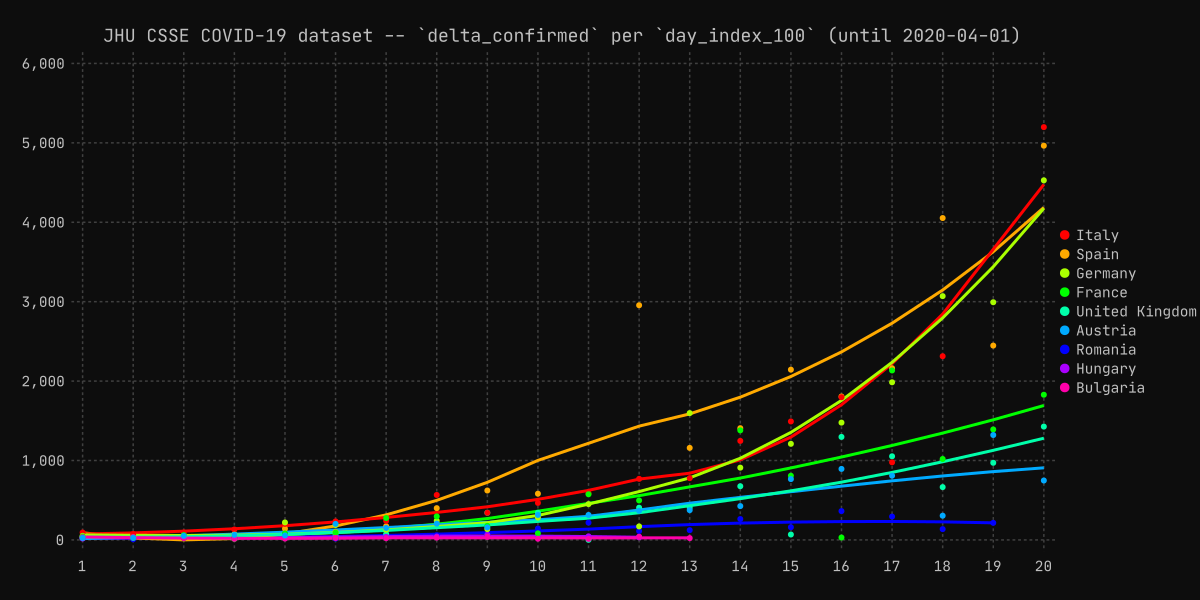 JHU CSSE COVID-19 dataset -- `delta_confirmed` per `day_index_100` (until 2020-04-01)
6,000
5,000
4,000
3,000
2,000
1,000
0
1 2 3 4 5 6 7 8 9 10 11 12 13 14 15 16 17 18 19 20
Italy
Spain
Germany
France
United Kingdom
Austria
Romania
Hungary
Bulgaria